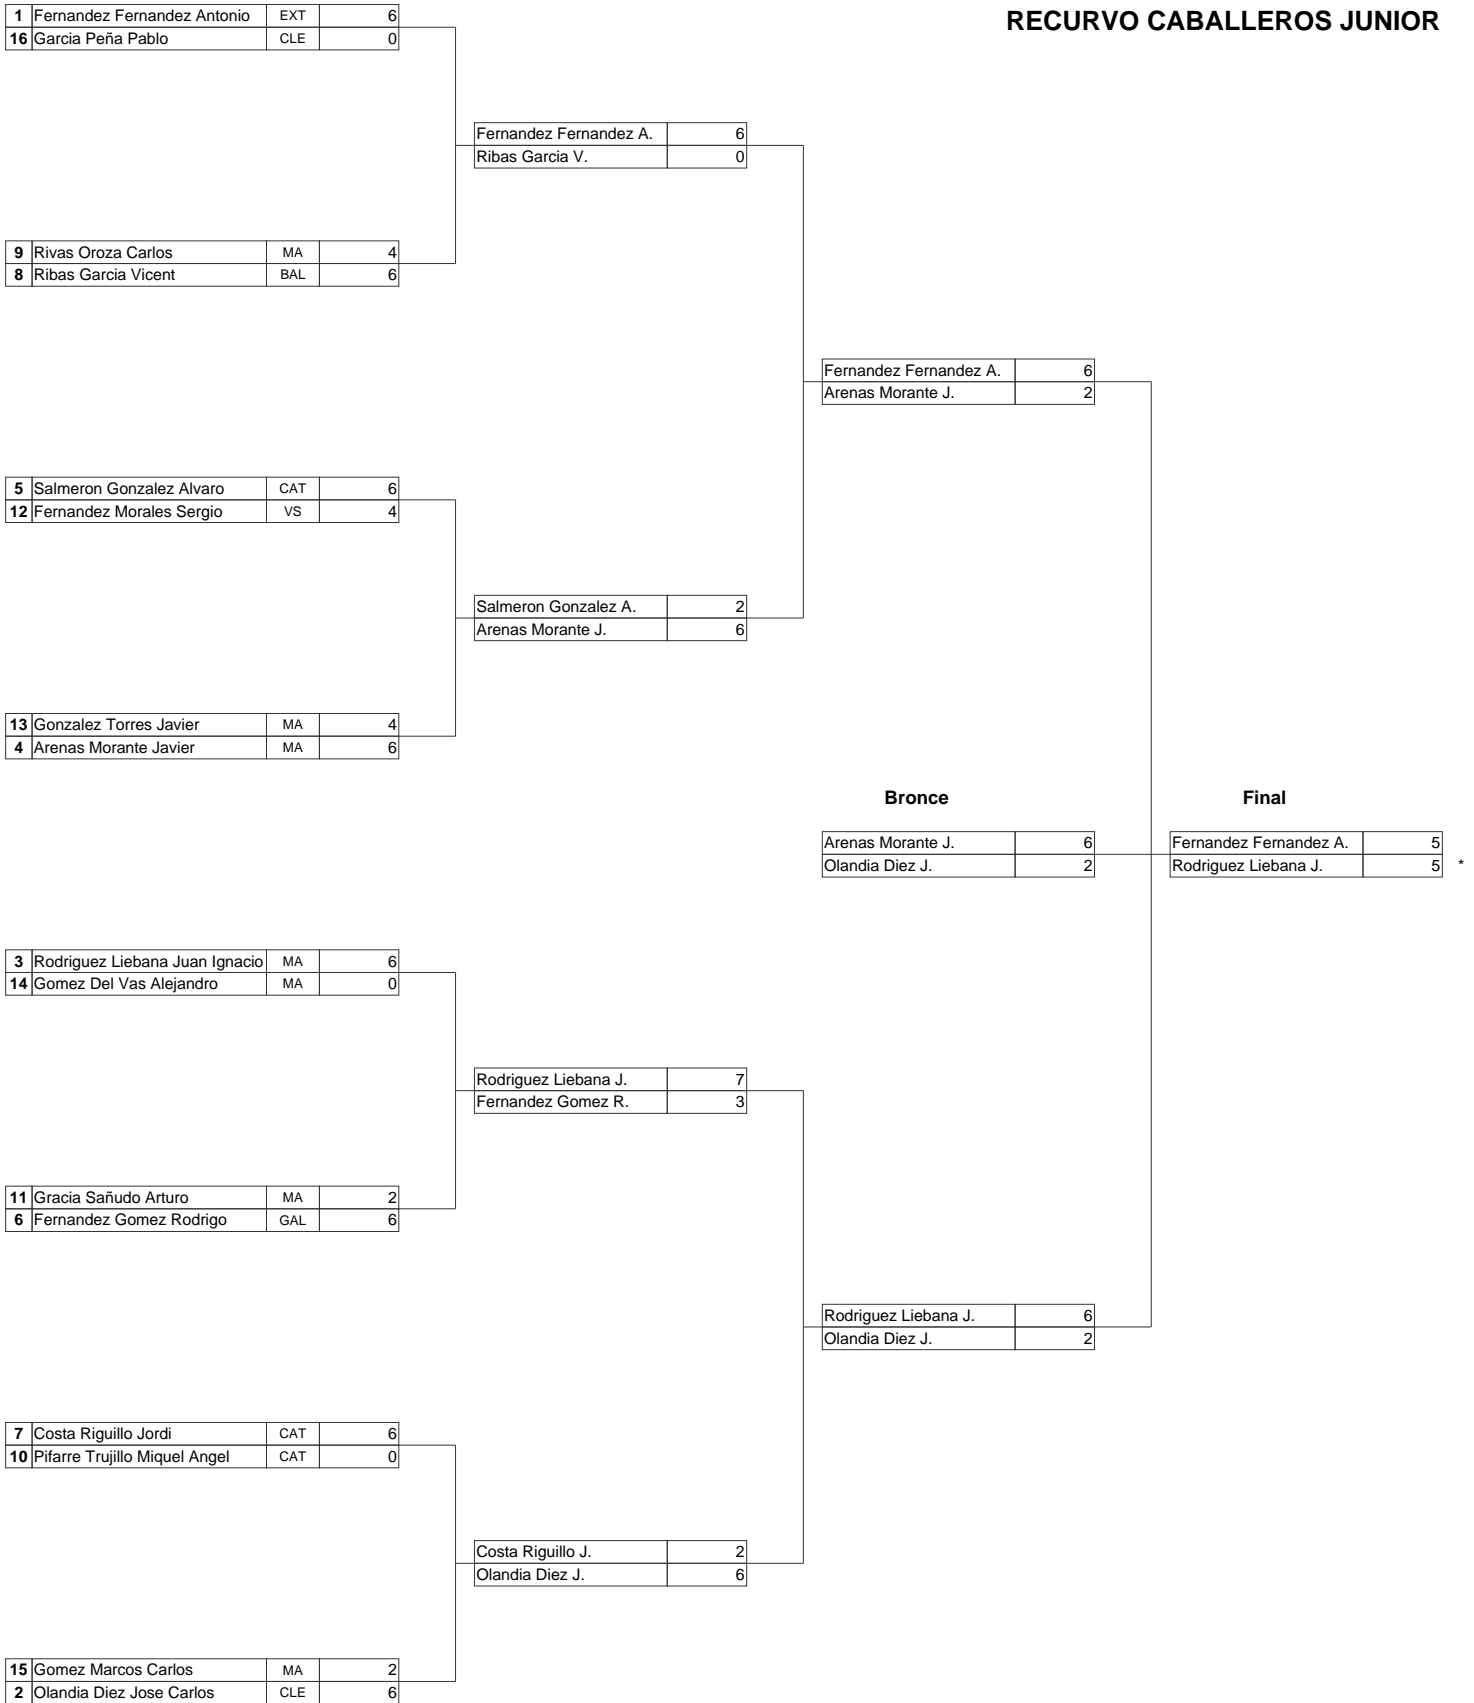 RECURVO CABALLEROS JUNIOR
1 Fernandez Fernandez Antonio EXT 6
16 Garcia Peña Pablo CLE 0
Fernandez Fernandez A. 6
Ribas Garcia V. 0
9 Rivas Oroza Carlos MA 4
8 Ribas Garcia Vicent BAL 6
Fernandez Fernandez A. 6
Arenas Morante J. 2
5 Salmeron Gonzalez Alvaro CAT 6
12 Fernandez Morales Sergio VS 4
Salmeron Gonzalez A. 2
Arenas Morante J. 6
13 Gonzalez Torres Javier MA 4
4 Arenas Morante Javier MA 6
Bronce Final
Arenas Morante J. 6 Fernandez Fernandez A. 5
Olandia Diez J. 2 Rodriguez Liebana J. 5 *
3 Rodriguez Liebana Juan Ignacio MA 6
14 Gomez Del Vas Alejandro MA 0
Rodriguez Liebana J. 7
Fernandez Gomez R. 3
11 Gracia Sañudo Arturo MA 2
6 Fernandez Gomez Rodrigo GAL 6
Rodriguez Liebana J. 6
Olandia Diez J. 2
7 Costa Riguillo Jordi CAT 6
10 Pifarre Trujillo Miquel Angel CAT 0
Costa Riguillo J. 2
Olandia Diez J. 6
15 Gomez Marcos Carlos MA 2
2 Olandia Diez Jose Carlos CLE 6